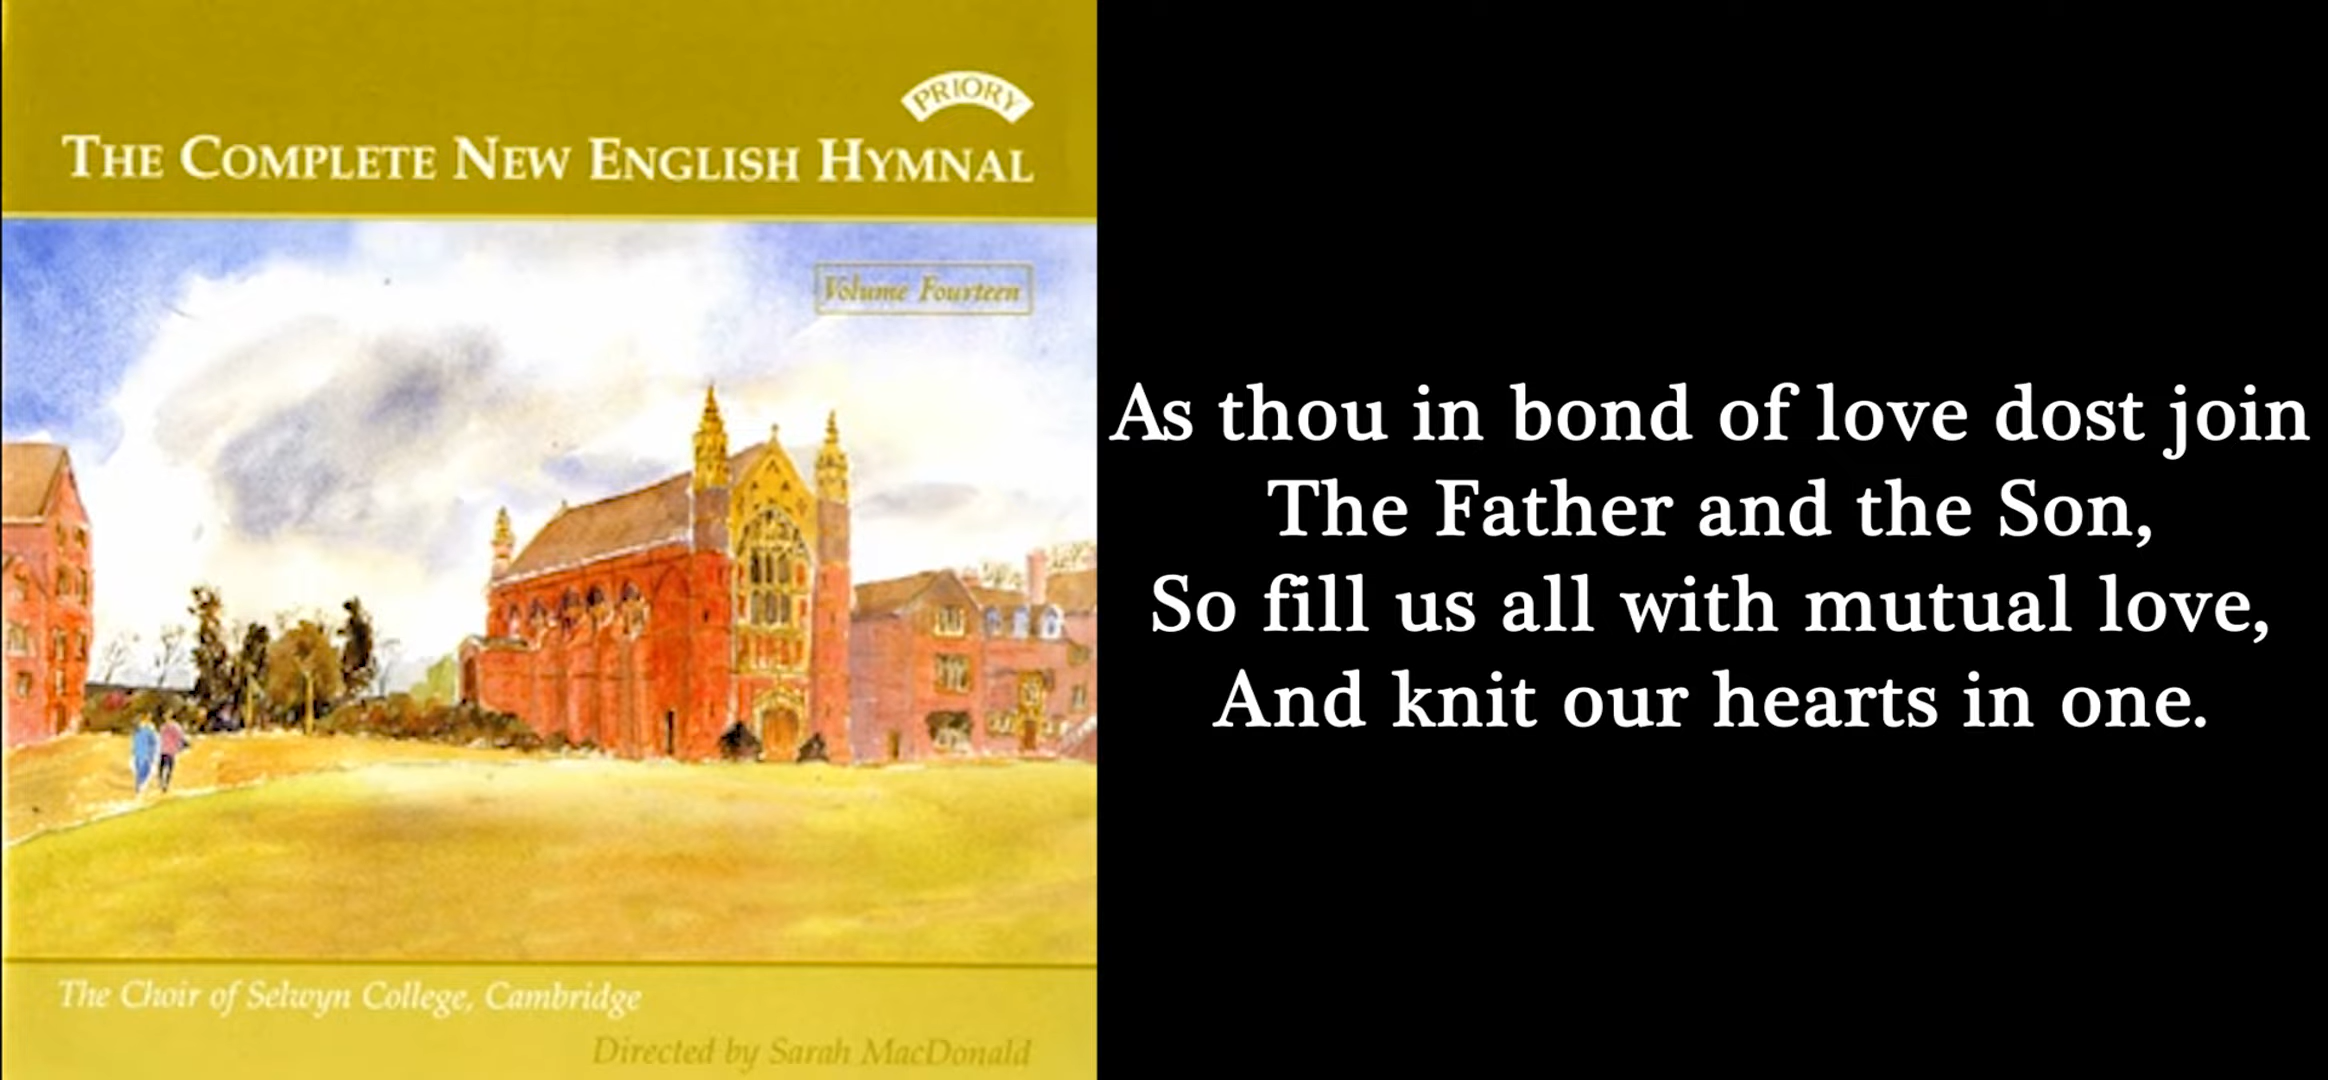 PRIORY
THE COMPLETE NEW ENGLISH HYMNAL
Volume Fourteen
The Choir of Selwyn College, Cambridge
Directed by Sarah MacDonald
As thou in bond of love dost join
The Father and the Son,
So fill us all with mutual love,
And knit our hearts in one.